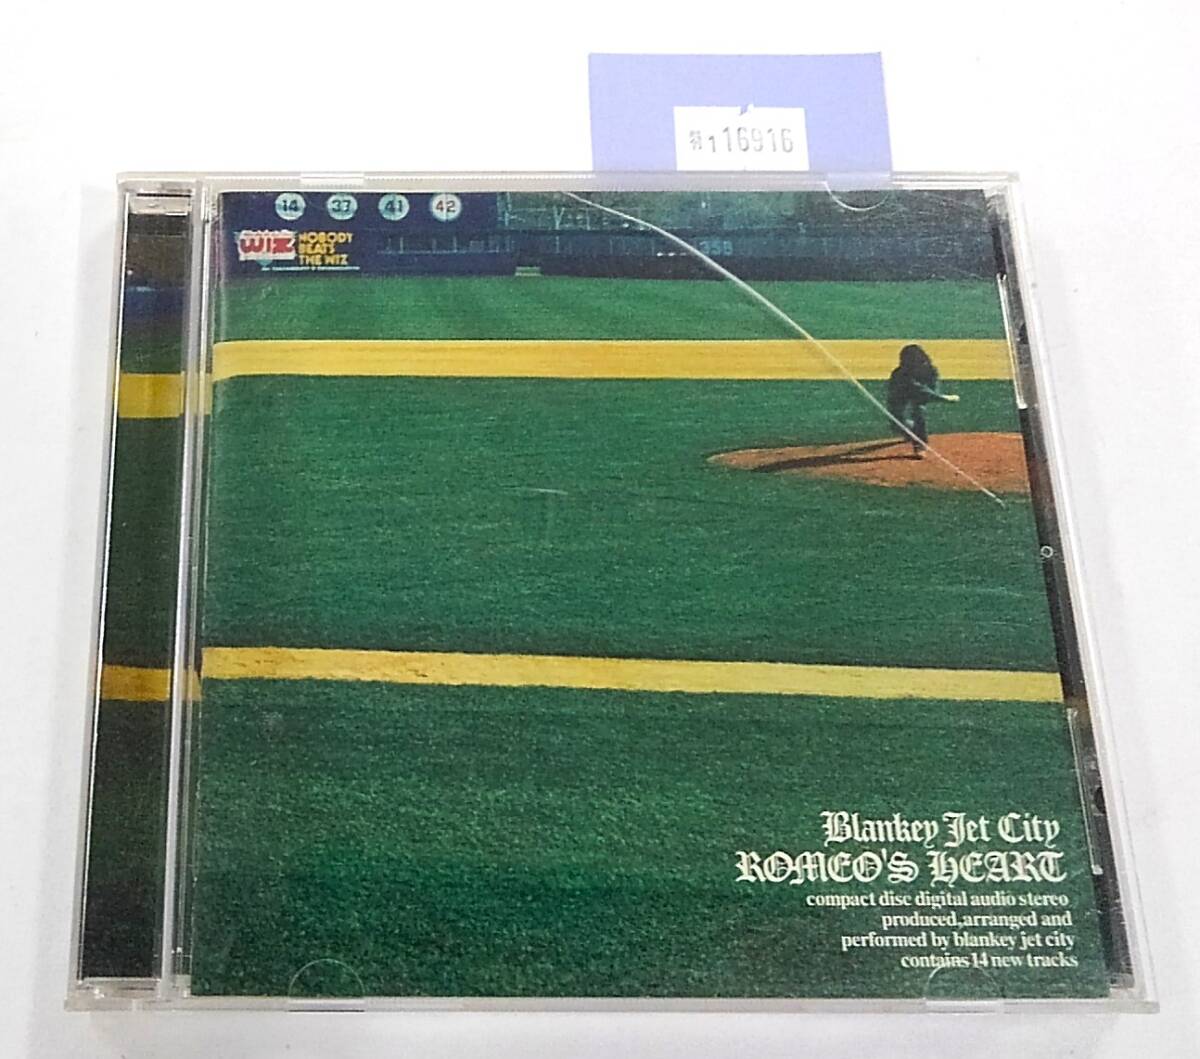 116916
14 37 41 42
WIZ
NOBODY
BEATS
THE WIZ
358
Blankey Jet City
ROMEO'S HEART
compact disc digital audio stereo
produced,arranged and
performed by blankey jet city
contains 14 new tracks